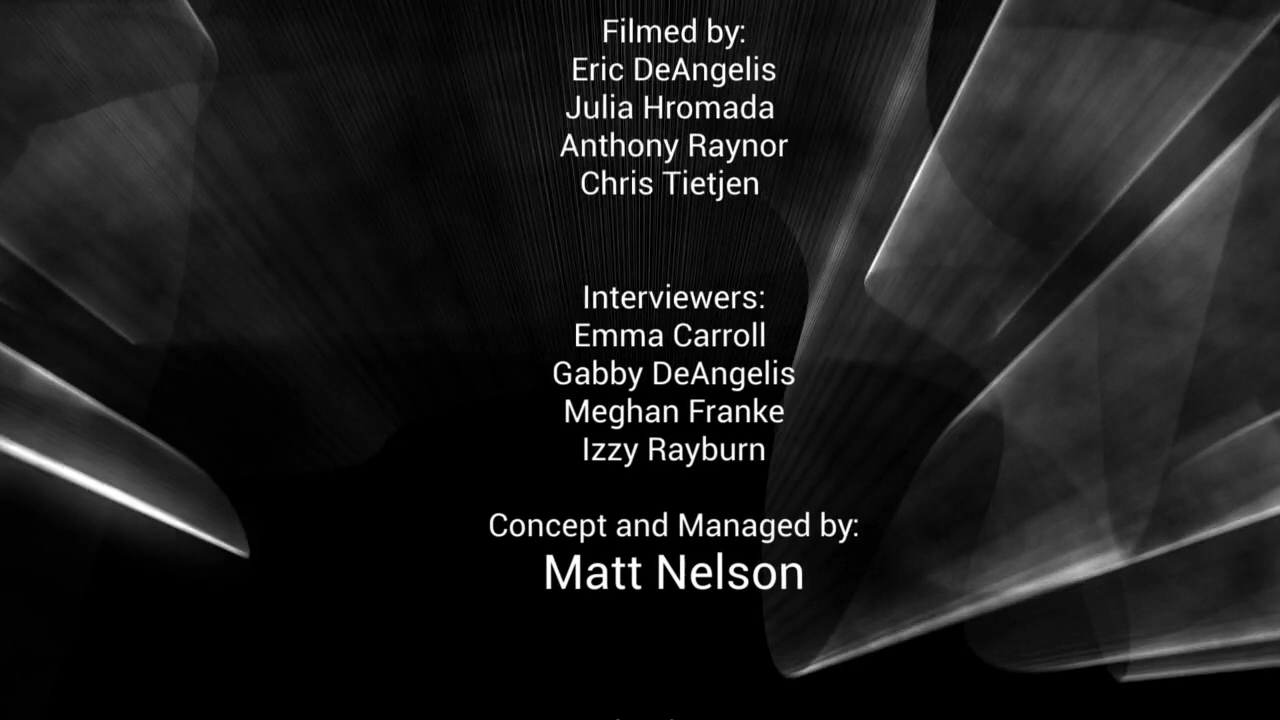 Filmed by:
Eric DeAngelis
Julia Hromada
Anthony Raynor
Chris Tietjen
Interviewers:
Emma Carroll
Gabby DeAngelis
Meghan Franke
Izzy Rayburn
Concept and Managed by:
Matt Nelson